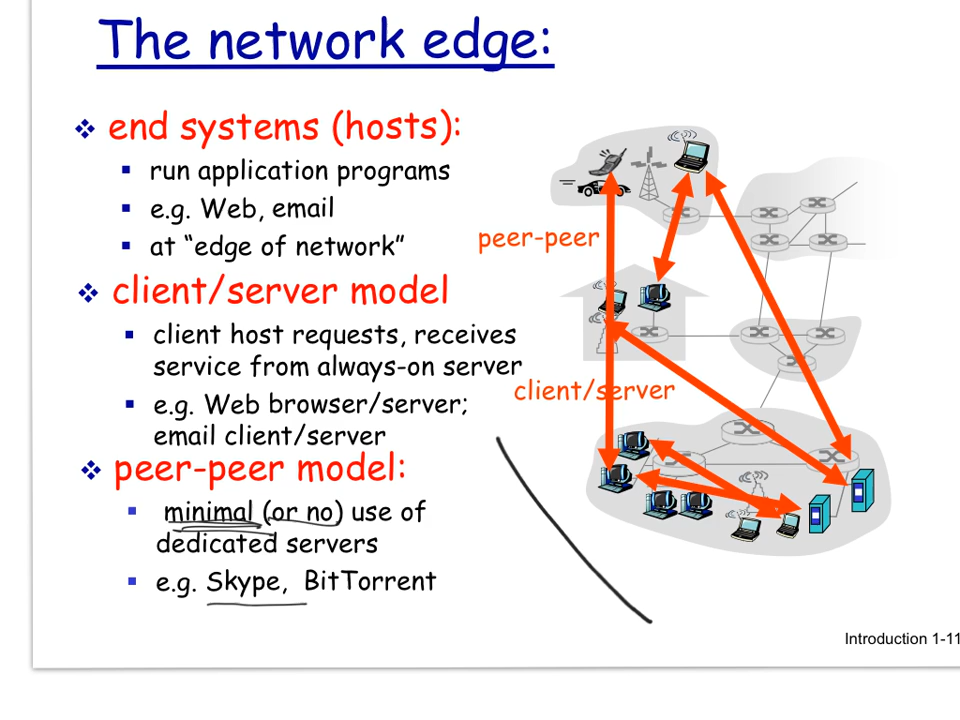 The network edge:
❖ end systems (hosts):
▪ run application programs
▪ e.g. Web, email
▪ at “edge of network”
❖ client/server model
▪ client host requests, receives
service from always-on server
▪ e.g. Web browser/server;
email client/server
❖ peer-peer model:
▪ minimal (or no) use of
dedicated servers
▪ e.g. Skype, BitTorrent
peer-peer
client/server
Introduction 1-11